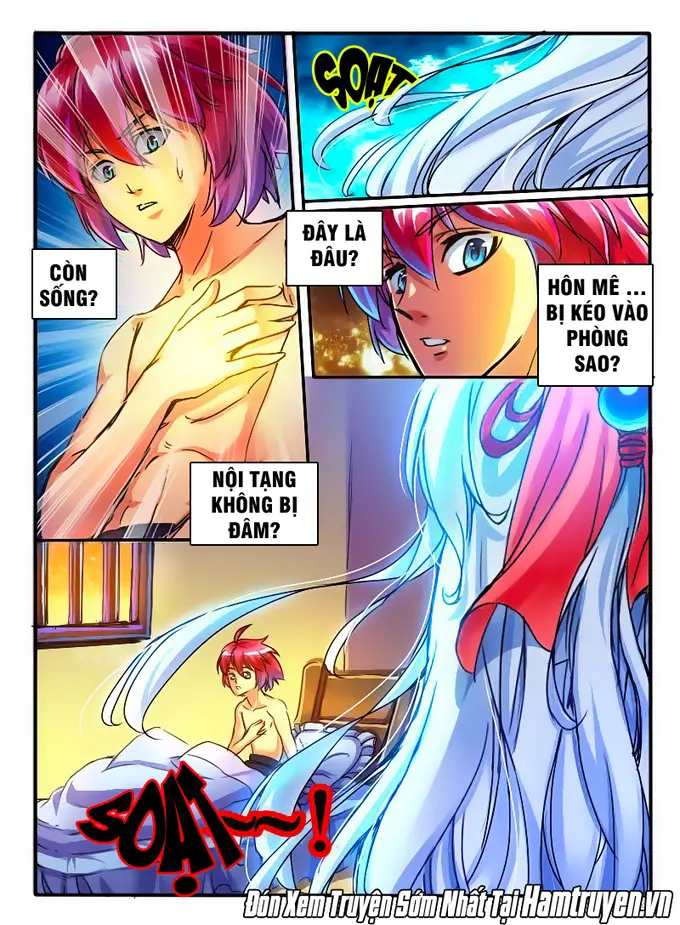 SOẠT
CÒN
SỐNG?
ĐÂY LÀ
ĐÂU?
HÔN MÊ ...
BỊ KÉO VÀO
PHÒNG
SAO?
NỘI TẠNG
KHÔNG BỊ
ĐÂM?
SOẠT~~!
Đón Xem Truyện Sớm Nhất Tại Hamtruyen.vn